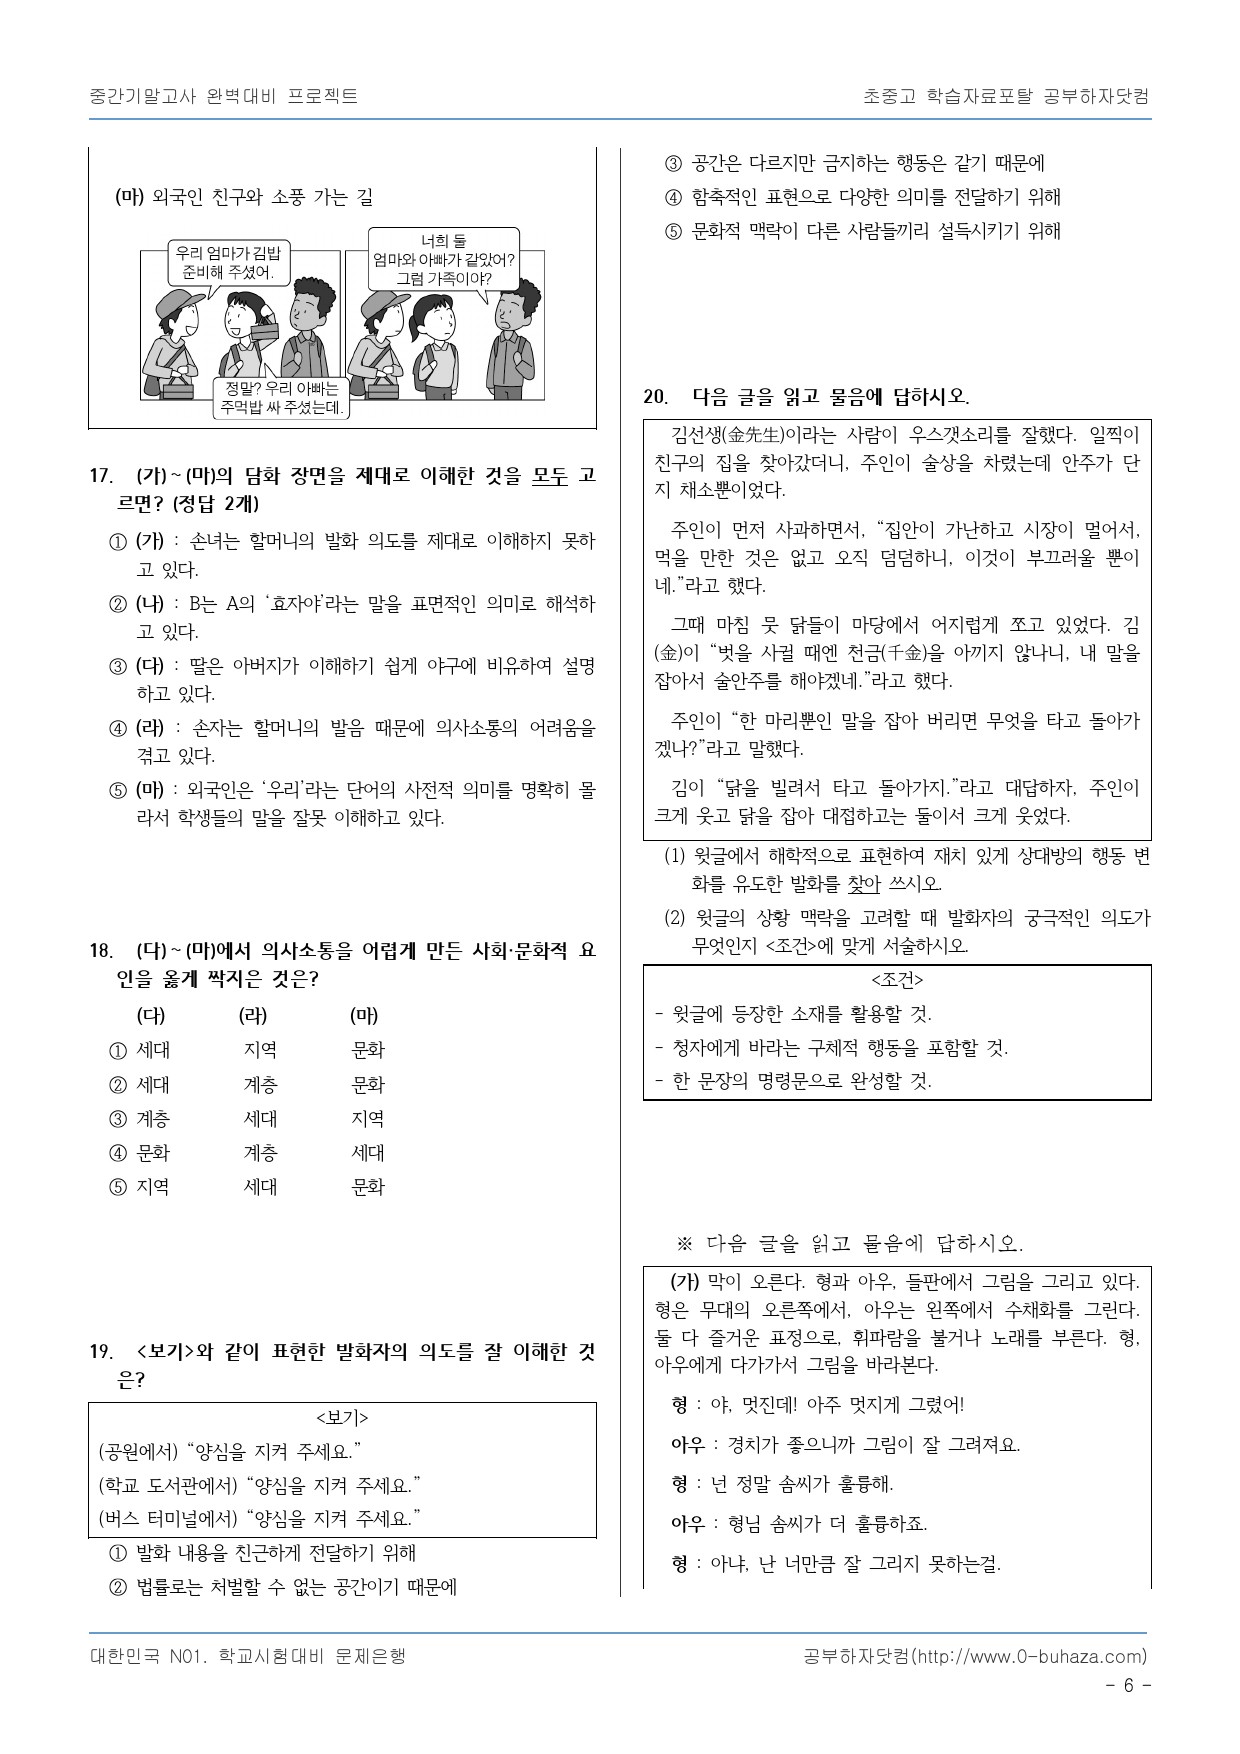 중간기말고사 완벽대비 프로젝트
초중고 학습자료포탈 공부하자닷컴
(마) 외국인 친구와 소풍 가는 길
우리 엄마가 김밥
준비해 주셨어.
정말? 우리 아빠는
주먹밥 싸 주셨는데.
너희 둘
엄마와 아빠가 같았어?
그럼 가족이야?
17. (가)~(마)의 담화 장면을 제대로 이해한 것을 모두 고
르면? (정답 2개)
① (가) : 손녀는 할머니의 발화 의도를 제대로 이해하지 못하
고 있다.
② (나) : B는 A의 ‘효자야’라는 말을 표면적인 의미로 해석하
고 있다.
③ (다) : 딸은 아버지가 이해하기 쉽게 야구에 비유하여 설명
하고 있다.
④ (라) : 손자는 할머니의 발음 때문에 의사소통의 어려움을
겪고 있다.
⑤ (마) : 외국인은 ‘우리’라는 단어의 사전적 의미를 명확히 몰
라서 학생들의 말을 잘못 이해하고 있다.
18. (다)~(마)에서 의사소통을 어렵게 만든 사회·문화적 요
인을 옳게 짝지은 것은?
(다) (라) (마)
① 세대 지역 문화
② 세대 계층 문화
③ 계층 세대 지역
④ 문화 계층 세대
⑤ 지역 세대 문화
19. <보기>와 같이 표현한 발화자의 의도를 잘 이해한 것
은?
<보기>
(공원에서) “양심을 지켜 주세요.”
(학교 도서관에서) “양심을 지켜 주세요.”
(버스 터미널에서) “양심을 지켜 주세요.”
① 발화 내용을 친근하게 전달하기 위해
② 법률로는 처벌할 수 없는 공간이기 때문에
③ 공간은 다르지만 금지하는 행동은 같기 때문에
④ 함축적인 표현으로 다양한 의미를 전달하기 위해
⑤ 문화적 맥락이 다른 사람들끼리 설득시키기 위해
20. 다음 글을 읽고 물음에 답하시오.
김선생(金先生)이라는 사람이 우스갯소리를 잘했다. 일찍이
친구의 집을 찾아갔더니, 주인이 술상을 차렸는데 안주가 단
지 채소뿐이었다.
주인이 먼저 사과하면서, “집안이 가난하고 시장이 멀어서,
먹을 만한 것은 없고 오직 덤덤하니, 이것이 부끄러울 뿐이
네.”라고 했다.
그때 마침 뭇 닭들이 마당에서 어지럽게 쪼고 있었다. 김
(金)이 “벗을 사귈 때엔 천금(千金)을 아끼지 않나니, 내 말을
잡아서 술안주를 해야겠네.”라고 했다.
주인이 “한 마리뿐인 말을 잡아 버리면 무엇을 타고 돌아가
겠나?”라고 말했다.
김이 “닭을 빌려서 타고 돌아가지.”라고 대답하자, 주인이
크게 웃고 닭을 잡아 대접하고는 둘이서 크게 웃었다.
(1) 윗글에서 해학적으로 표현하여 재치 있게 상대방의 행동 변
화를 유도한 발화를 찾아 쓰시오.
(2) 윗글의 상황 맥락을 고려할 때 발화자의 궁극적인 의도가
무엇인지 <조건>에 맞게 서술하시오.
<조건>
- 윗글에 등장한 소재를 활용할 것.
- 청자에게 바라는 구체적 행동을 포함할 것.
- 한 문장의 명령문으로 완성할 것.
※ 다음 글을 읽고 물음에 답하시오.
(가) 막이 오른다. 형과 아우, 들판에서 그림을 그리고 있다.
형은 무대의 오른쪽에서, 아우는 왼쪽에서 수채화를 그린다.
둘 다 즐거운 표정으로, 휘파람을 불거나 노래를 부른다. 형,
아우에게 다가가서 그림을 바라본다.
형 : 야, 멋진데! 아주 멋지게 그렸어!
아우 : 경치가 좋으니까 그림이 잘 그려져요.
형 : 넌 정말 솜씨가 훌륭해.
아우 : 형님 솜씨가 더 훌륭하죠.
형 : 아냐, 난 너만큼 잘 그리지 못하는걸.
대한민국 N01. 학교시험대비 문제은행
공부하자닷컴(http://www.0-buhaza.com)
- 6 -